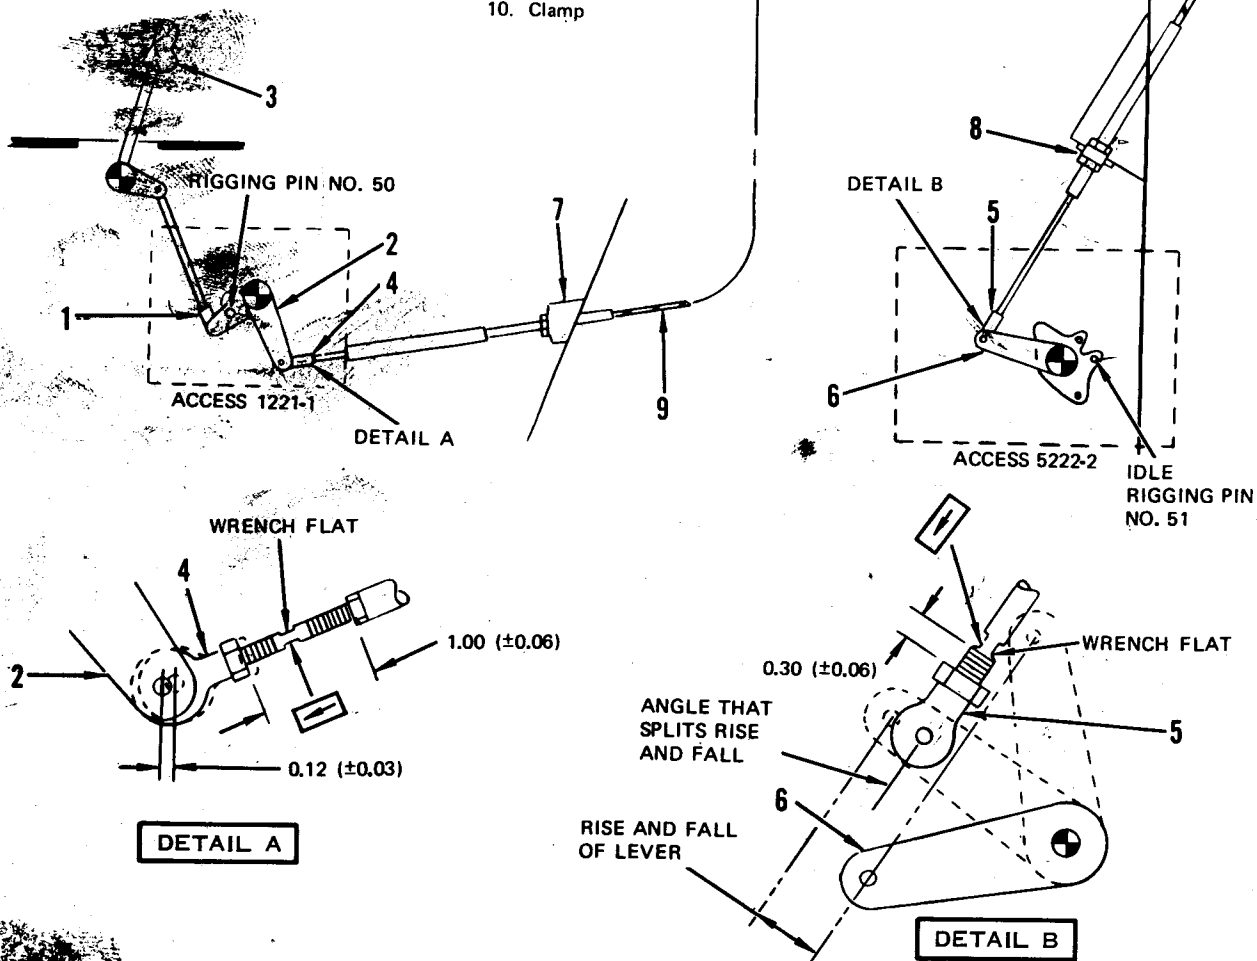 10. Clamp
3
RIGGING PIN NO. 50
1
2
4
7
9
ACCESS 1221-1
DETAIL A
8
DETAIL B
5
6
ACCESS 5222-2
IDLE
RIGGING PIN
NO. 51
WRENCH FLAT
4
2
1.00 (±0.06)
0.12 (±0.03)
DETAIL A
WRENCH FLAT
0.30 (±0.06)
ANGLE THAT
SPLITS RISE
AND FALL
5
6
RISE AND FALL
OF LEVER
DETAIL B